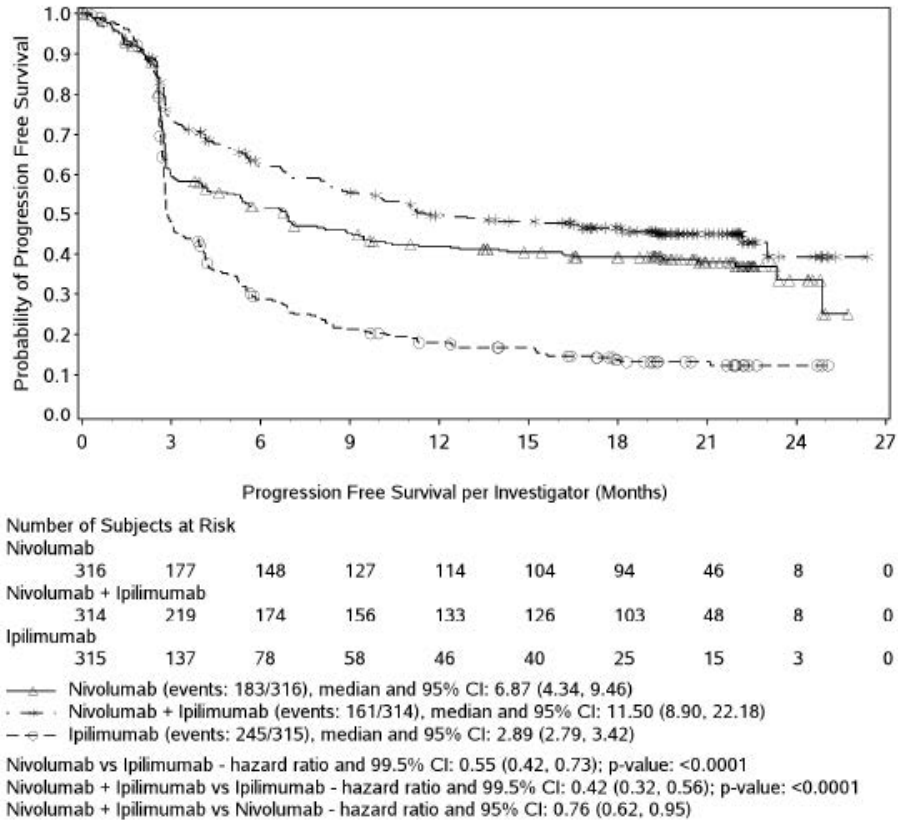 Probability of Progression Free Survival
1.0
0.9
0.8
0.7
0.6
0.5
0.4
0.3
0.2
0.1
0.0
0 3 6 9 12 15 18 21 24 27
Progression Free Survival per Investigator (Months)
Number of Subjects at Risk
Nivolumab
316 177 148 127 114 104 94 46 8 0
Nivolumab + Ipilimumab
314 219 174 156 133 126 103 48 8 0
Ipilimumab
315 137 78 58 46 40 25 15 3 0
Nivolumab (events: 183/316), median and 95% CI: 6.87 (4.34, 9.46)
Nivolumab + Ipilimumab (events: 161/314), median and 95% CI: 11.50 (8.90, 22.18)
Ipilimumab (events: 245/315), median and 95% CI: 2.89 (2.79, 3.42)
Nivolumab vs Ipilimumab - hazard ratio and 99.5% CI: 0.55 (0.42, 0.73); p-value: <0.0001
Nivolumab + Ipilimumab vs Ipilimumab - hazard ratio and 99.5% CI: 0.42 (0.32, 0.56); p-value: <0.0001
Nivolumab + Ipilimumab vs Nivolumab - hazard ratio and 95% CI: 0.76 (0.62, 0.95)